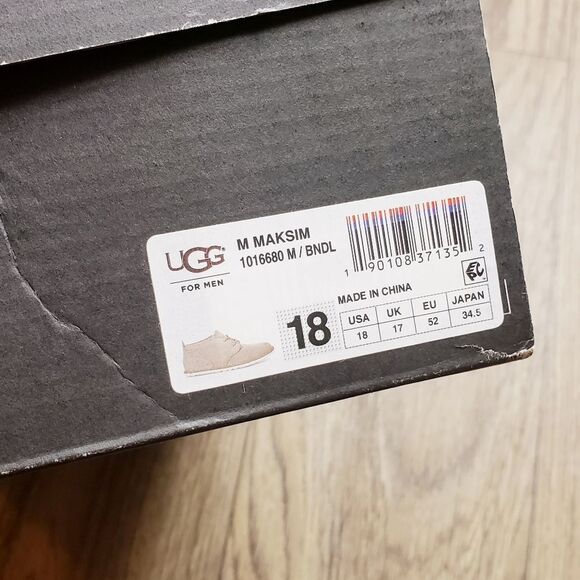 UGG
FOR MEN
M MAKSIM
1016680 M / BNDL
1 90108 37135 2
EPC
18
MADE IN CHINA
USA UK EU JAPAN
18 17 52 34.5